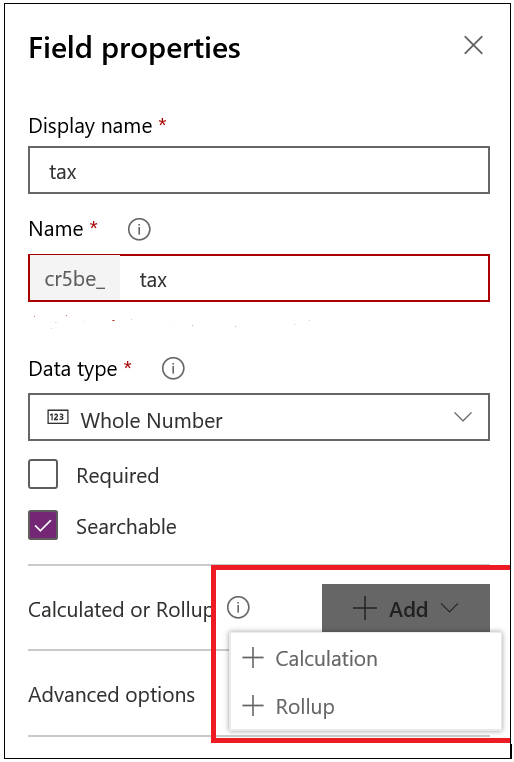 Field properties
Display name *
tax
Name *
cr5be_ tax
Data type *
123 Whole Number
Required
Searchable
Calculated or Rollup
Add
Calculation
Rollup
Advanced options